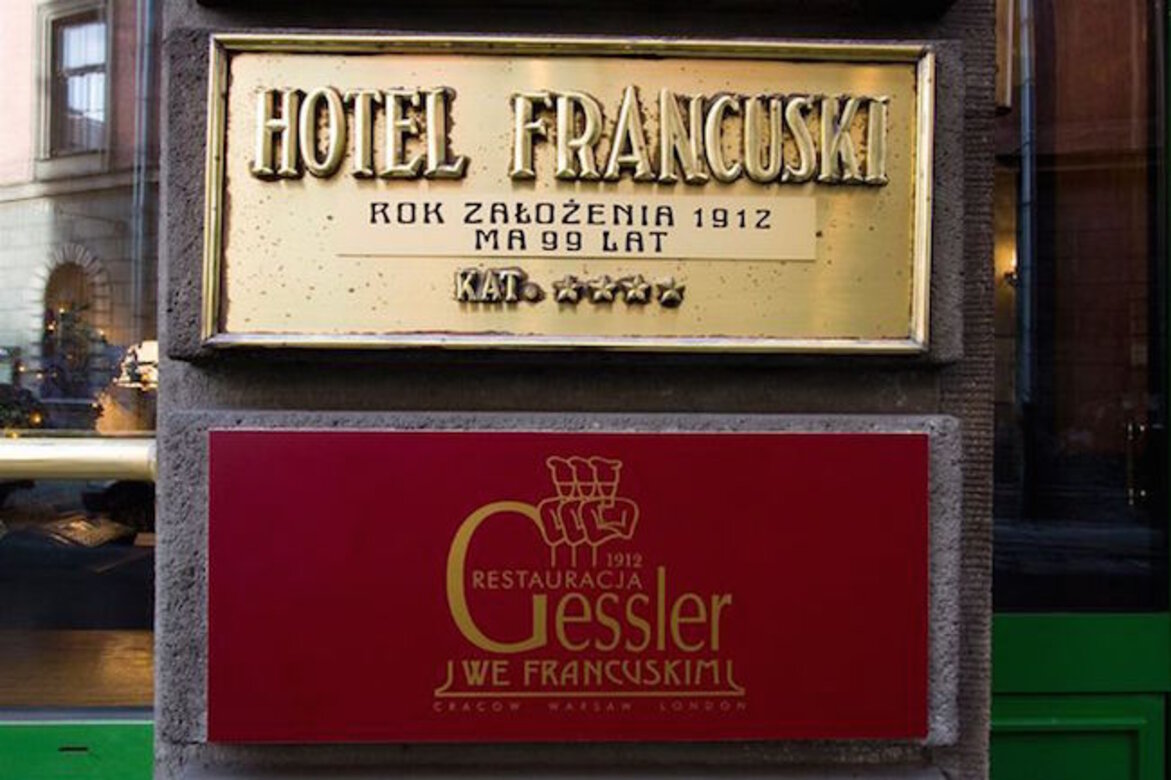 HOTEL FRANCUSKI
ROK ZAŁOŻENIA 1912
MA 99 LAT
KAT. ★★★★
1912
RESTAURACJA
Gessler
WE FRANCUSKIM
CRACOW WARSAW LONDON